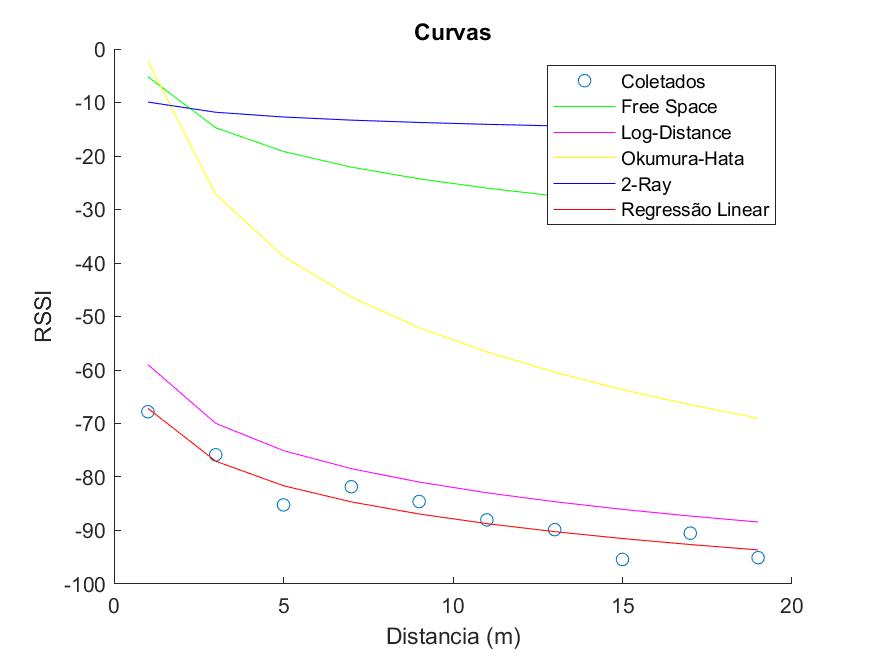 Curvas
0
-10
-20
-30
-40
-50
-60
-70
-80
-90
-100
RSSI
Coletados
Free Space
Log-Distance
Okumura-Hata
2-Ray
Regressão Linear
0 5 10 15 20
Distancia (m)